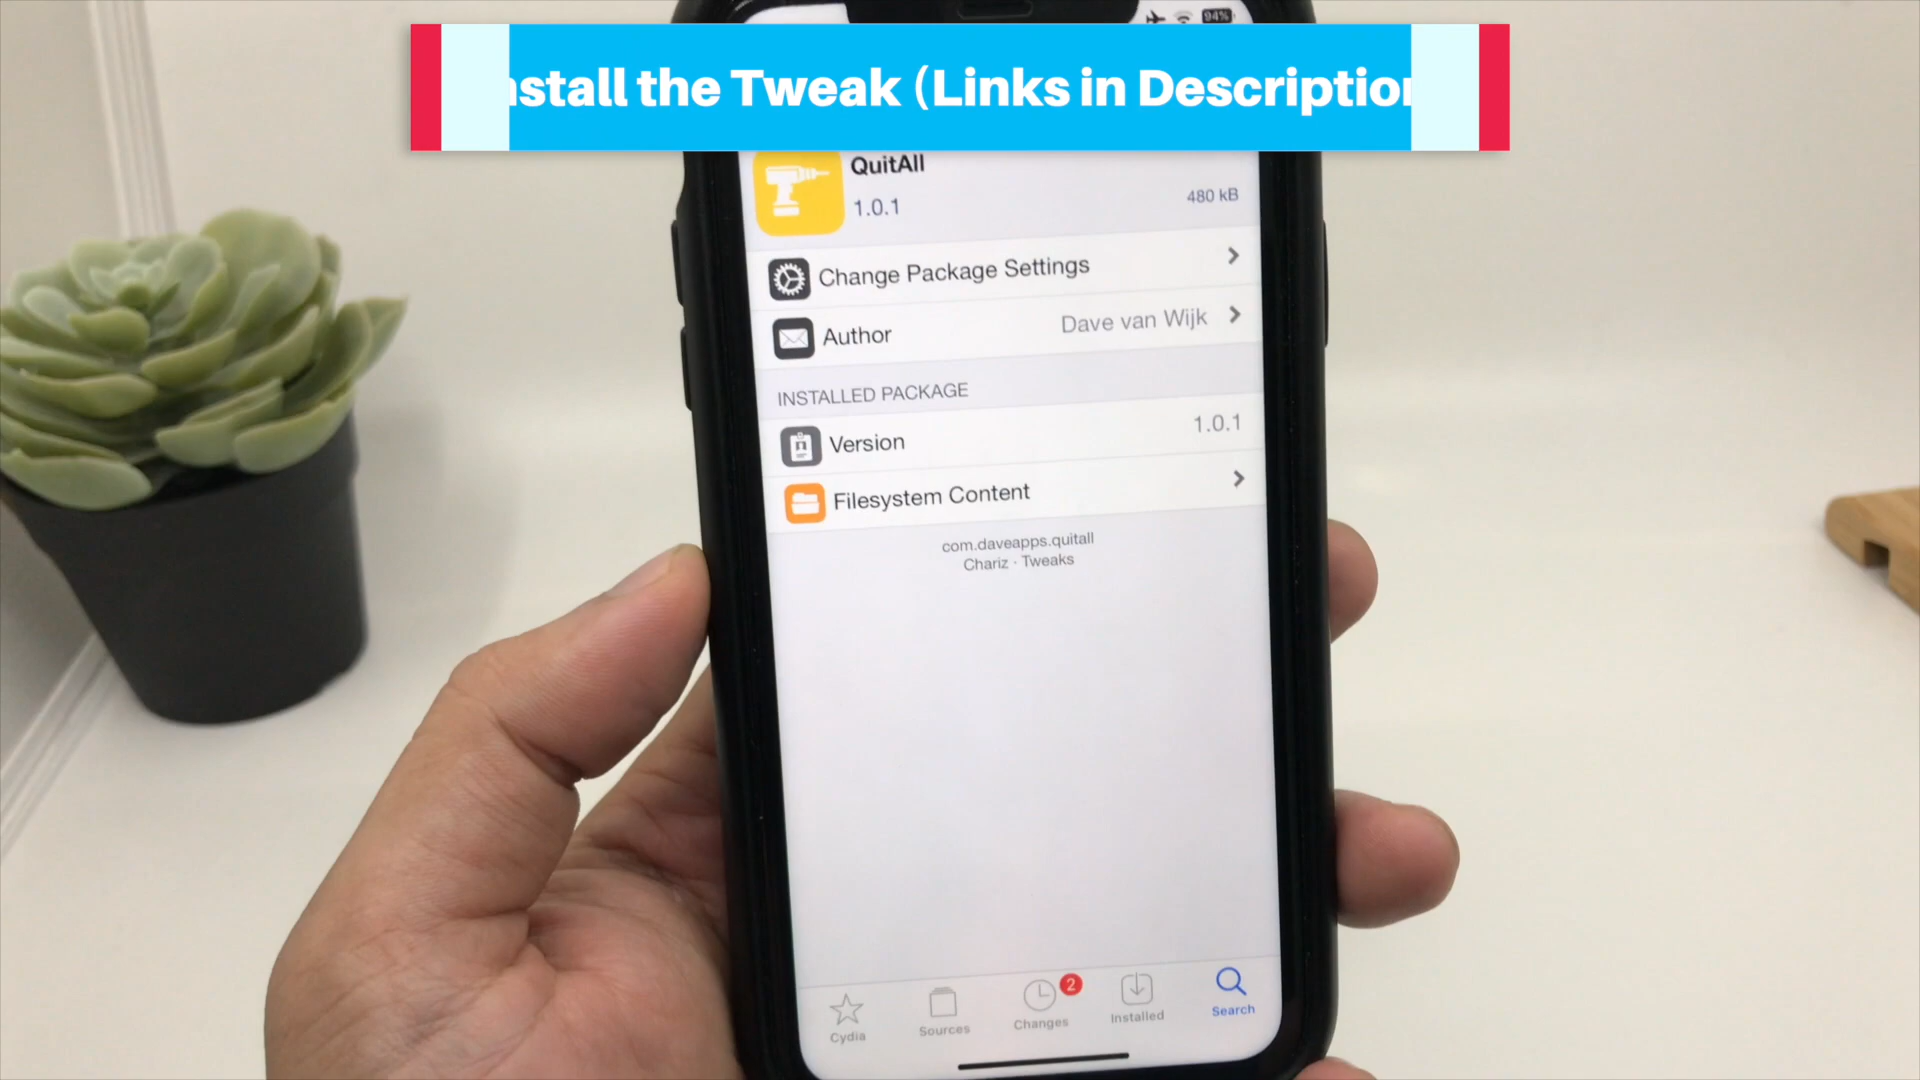 94%
nstall the Tweak (Links in Description
QuitAll
1.0.1
480 kB
Change Package Settings
Author
Dave van Wijk
INSTALLED PACKAGE
Version
1.0.1
Filesystem Content
com.daveapps.quitall
Chariz · Tweaks
2
Cydia
Sources
Changes
Installed
Search